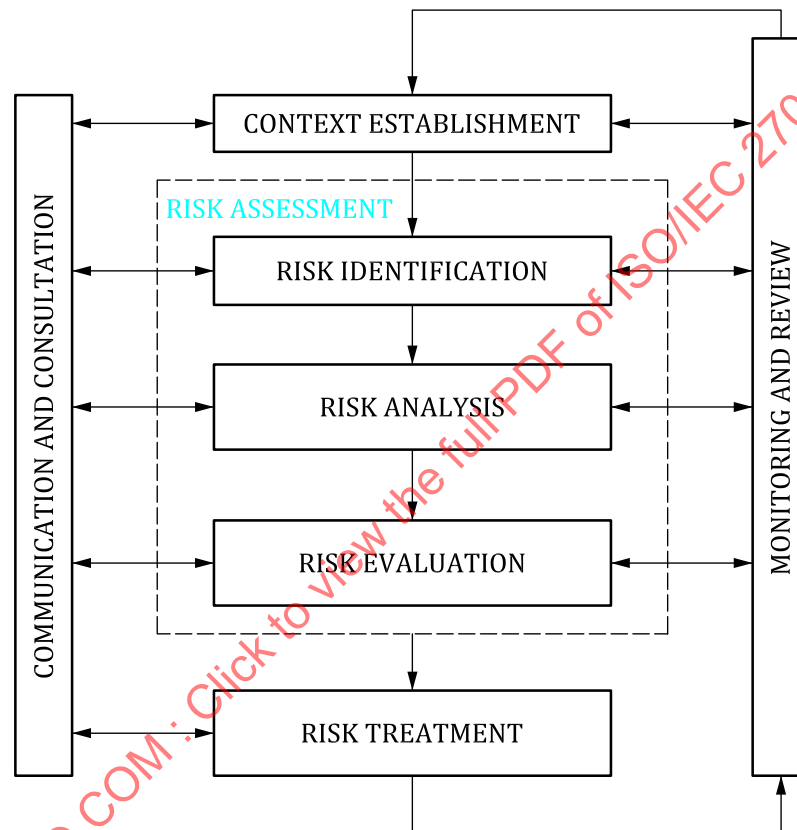 CONTEXT ESTABLISHMENT
RISK ASSESSMENT
RISK IDENTIFICATION
RISK ANALYSIS
RISK EVALUATION
RISK TREATMENT
COMMUNICATION AND CONSULTATION
MONITORING AND REVIEW
COM : Click to view the full PDF of ISO/IEC 270